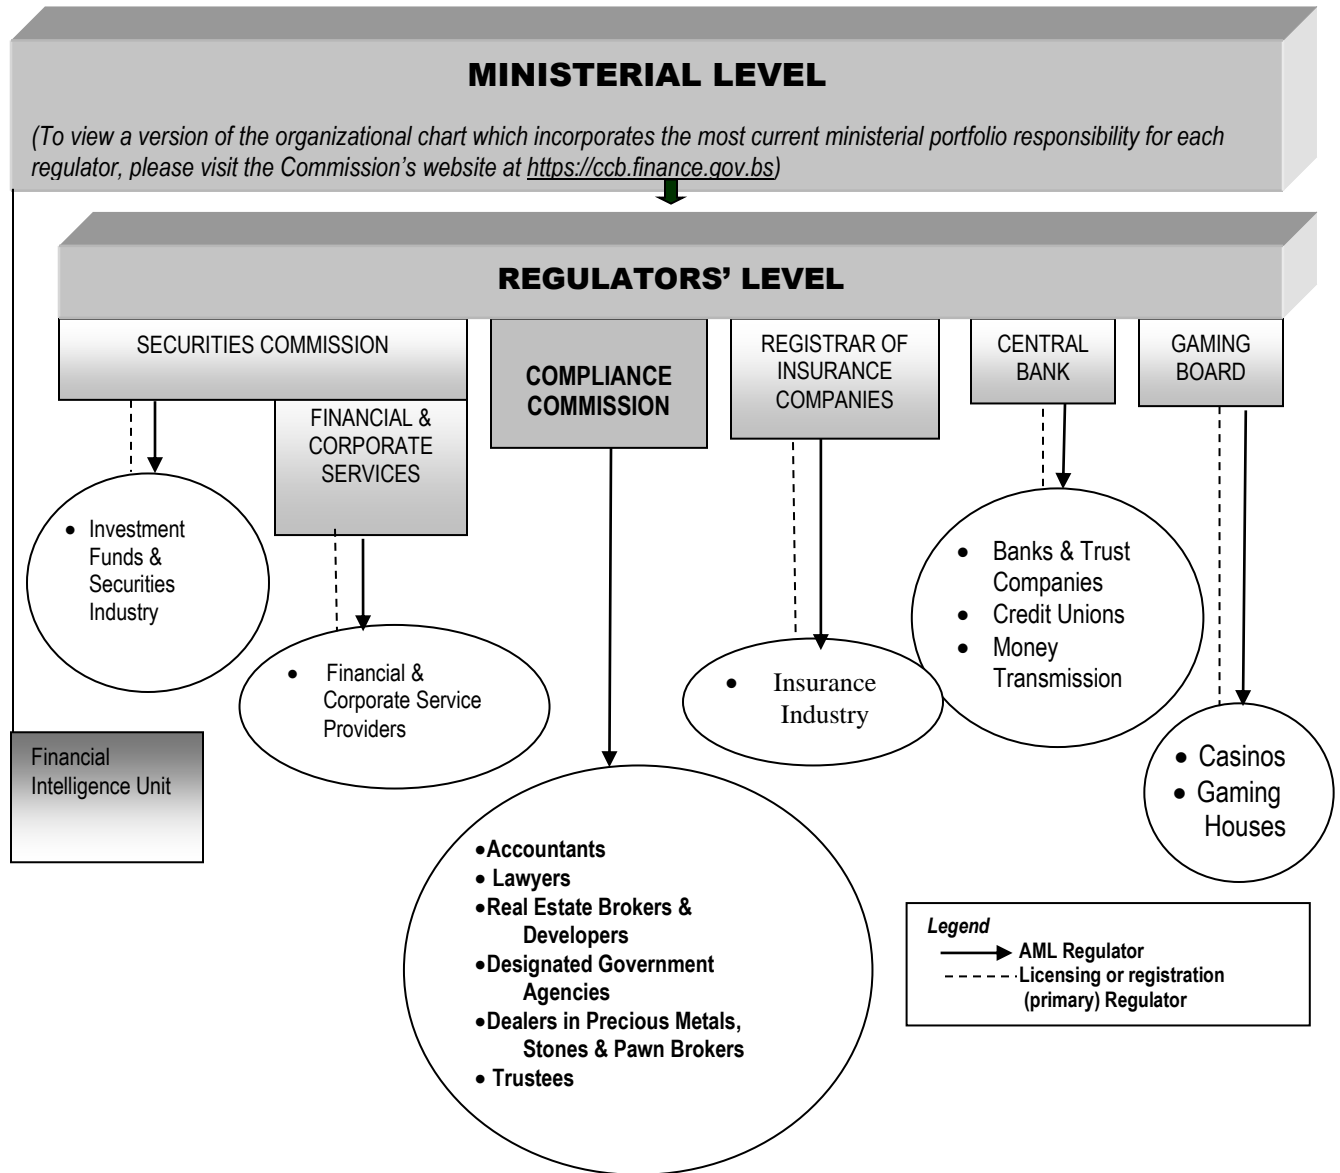 MINISTERIAL LEVEL
(To view a version of the organizational chart which incorporates the most current ministerial portfolio responsibility for each
regulator, please visit the Commission's website at https://ccb.finance.gov.bs)
REGULATORS' LEVEL
SECURITIES COMMISSION
FINANCIAL &
CORPORATE
SERVICES
COMPLIANCE
COMMISSION
REGISTRAR OF
INSURANCE
COMPANIES
CENTRAL
BANK
GAMING
BOARD
• Investment
Funds &
Securities
Industry
• Financial &
Corporate Service
Providers
• Insurance
Industry
• Banks & Trust
Companies
• Credit Unions
• Money
Transmission
• Casinos
• Gaming
Houses
Financial
Intelligence Unit
•Accountants
• Lawyers
•Real Estate Brokers &
Developers
•Designated Government
Agencies
•Dealers in Precious Metals,
Stones & Pawn Brokers
• Trustees
Legend
AML Regulator
Licensing or registration
(primary) Regulator